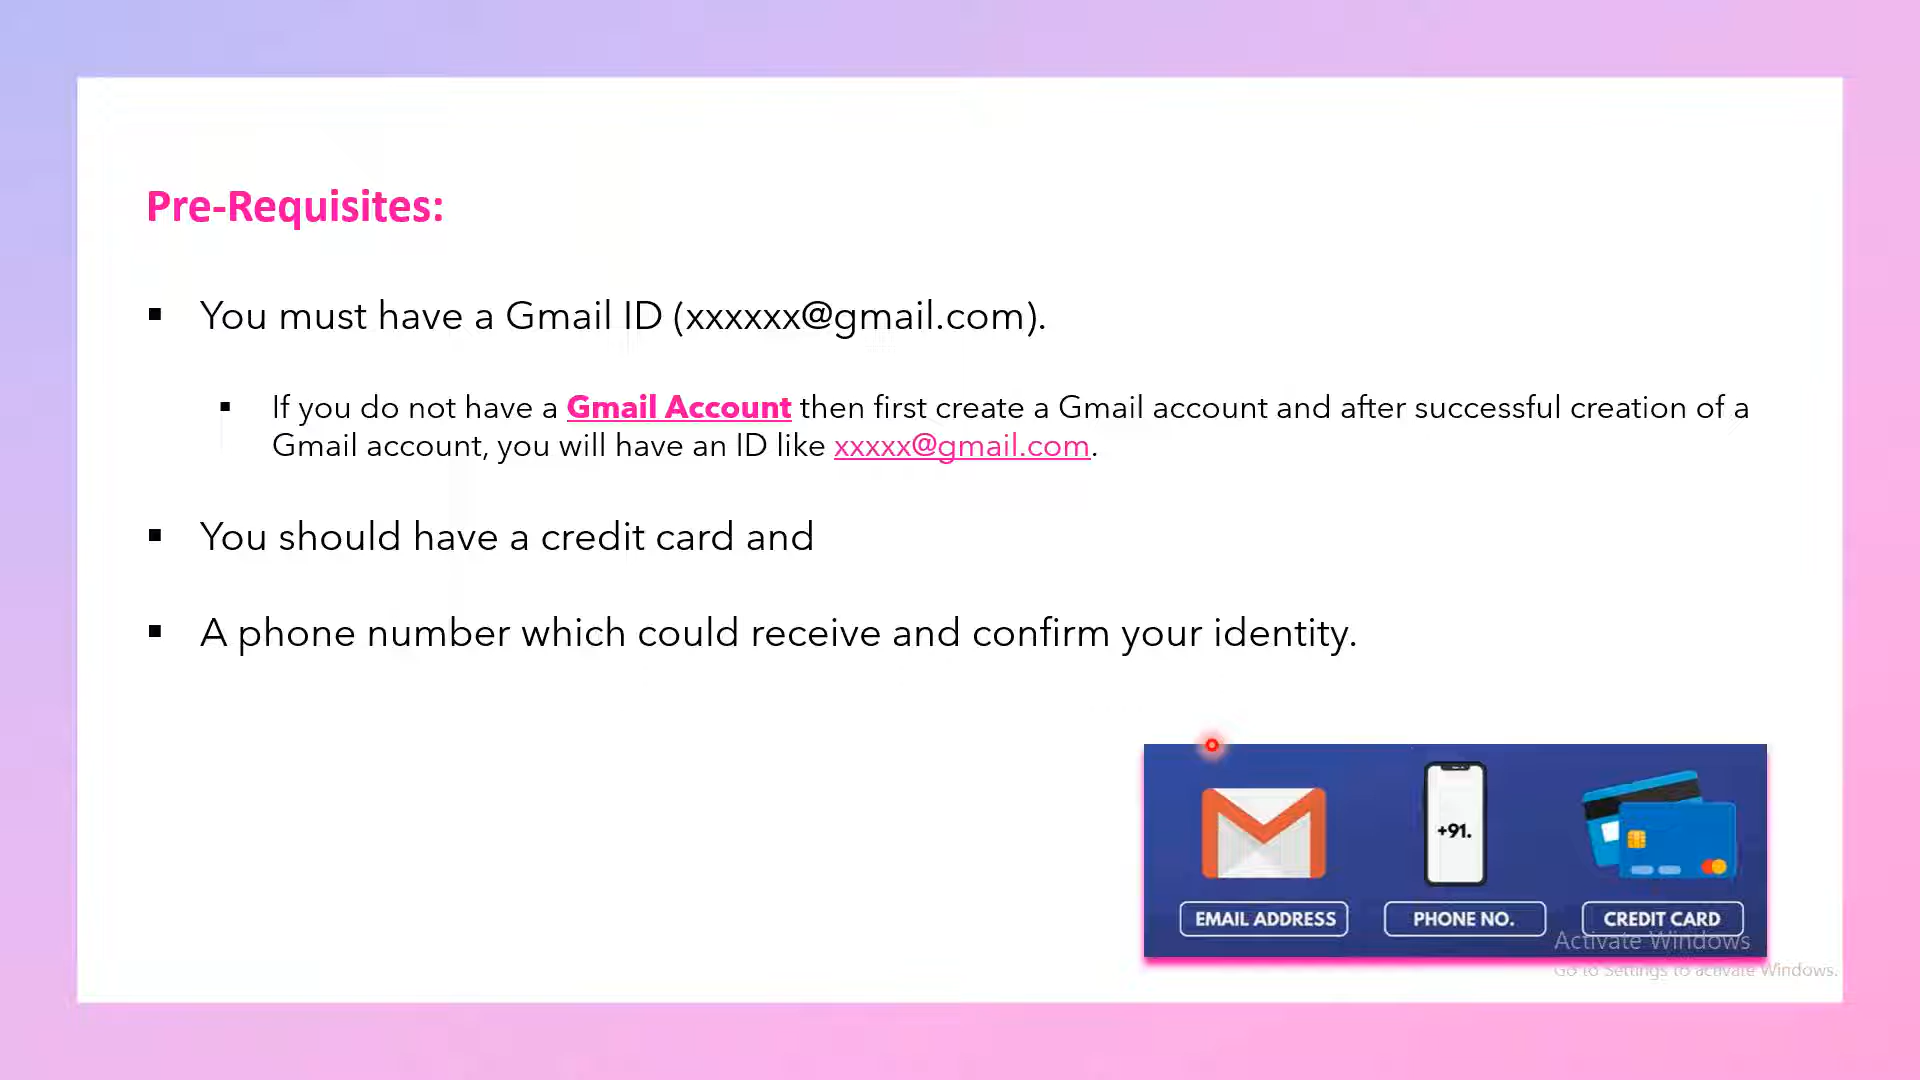 Pre-Requisites:
▪ You must have a Gmail ID (xxxxxx@gmail.com).
▪ If you do not have a Gmail Account then first create a Gmail account and after successful creation of a
Gmail account, you will have an ID like xxxxx@gmail.com.
▪ You should have a credit card and
▪ A phone number which could receive and confirm your identity.
+91.
EMAIL ADDRESS
PHONE NO.
CREDIT CARD
Activate Windows
Go to Settings to activate Windows.